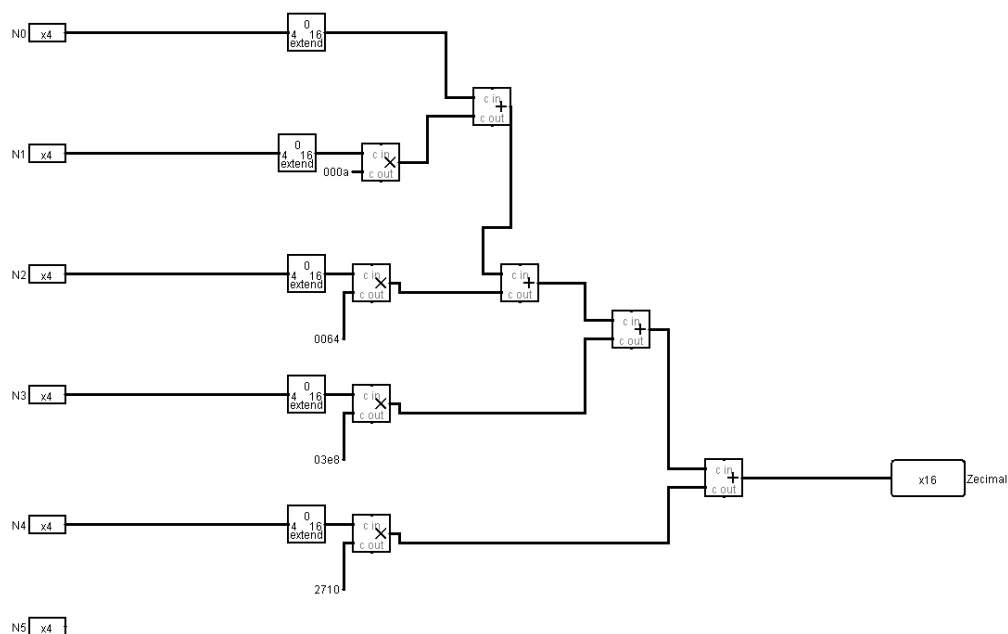 N0 x4
0
4 16
extend
c in
+
c out
N1 x4
0
4 16
extend
c in
×
c out
000a
N2 x4
0
4 16
extend
c in
×
c out
0064
c in
+
c out
c in
+
c out
N3 x4
0
4 16
extend
c in
×
c out
03e8
c in
+
c out
x16 Zecimal
N4 x4
0
4 16
extend
c in
×
c out
2710
N5 x4